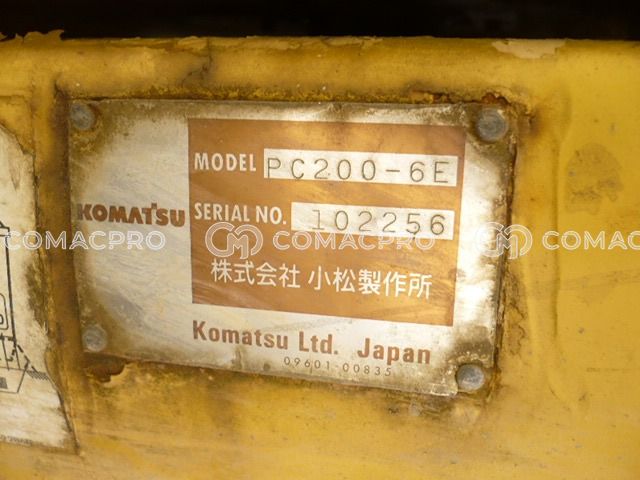 MODEL PC200-6E
KOMATSU
SERIAL NO. 102256
COMACPRO COMACPRO COMACPRO
株式会社 小松製作所
Komatsu Ltd. Japan
09601-00835